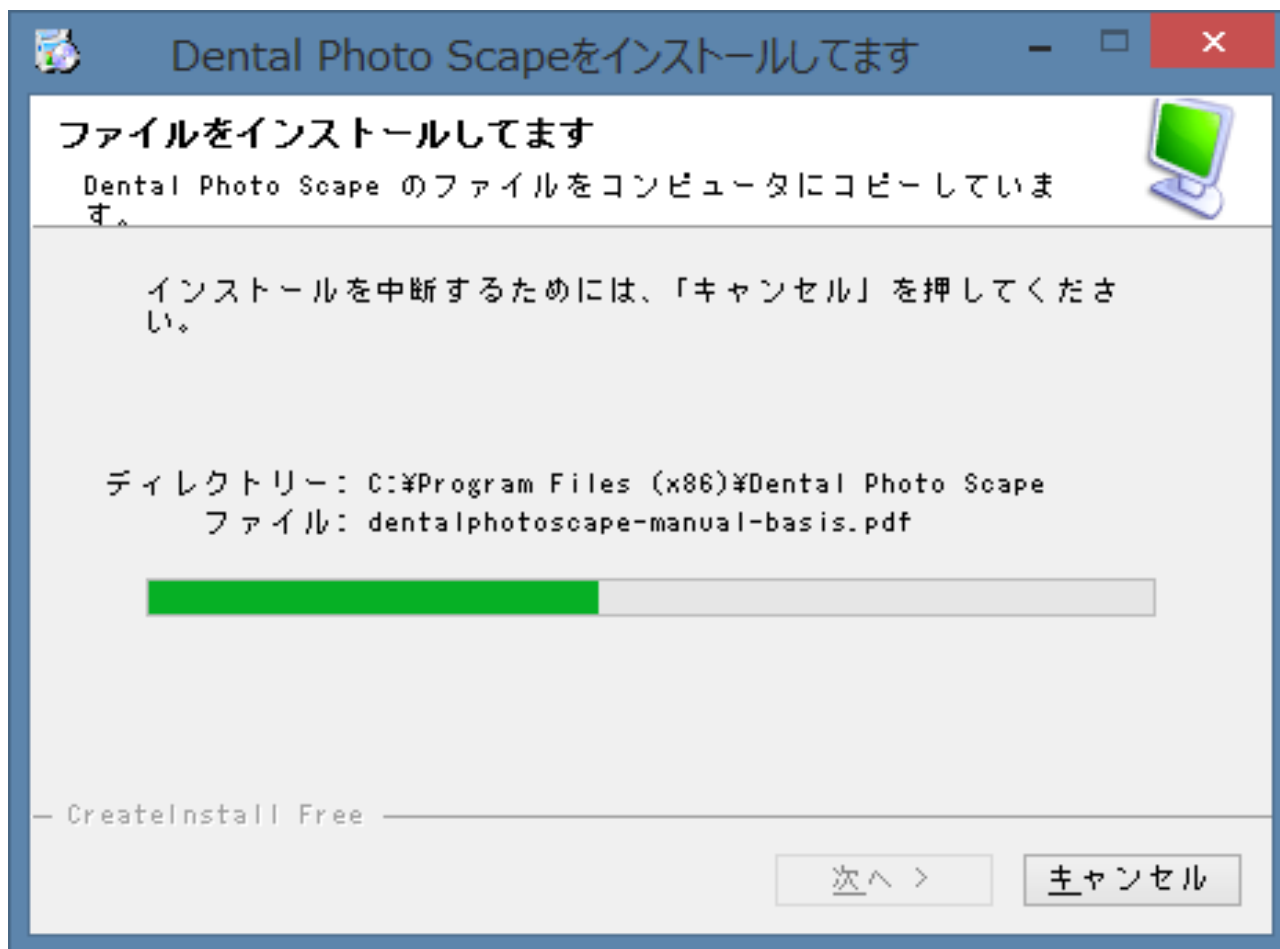 Dental Photo Scapeをインストールしてます
ファイルをインストールしてます
Dental Photo Scape のファイルをコンピュータにコピーしていま
す。
インストールを中断するためには、「キャンセル」を押してくださ
い。
ディレクトリー: C:¥Program Files (x86)¥Dental Photo Scape
ファイル: dentalphotoscape-manual-basis.pdf
CreateInstall Free
次へ >
キャンセル